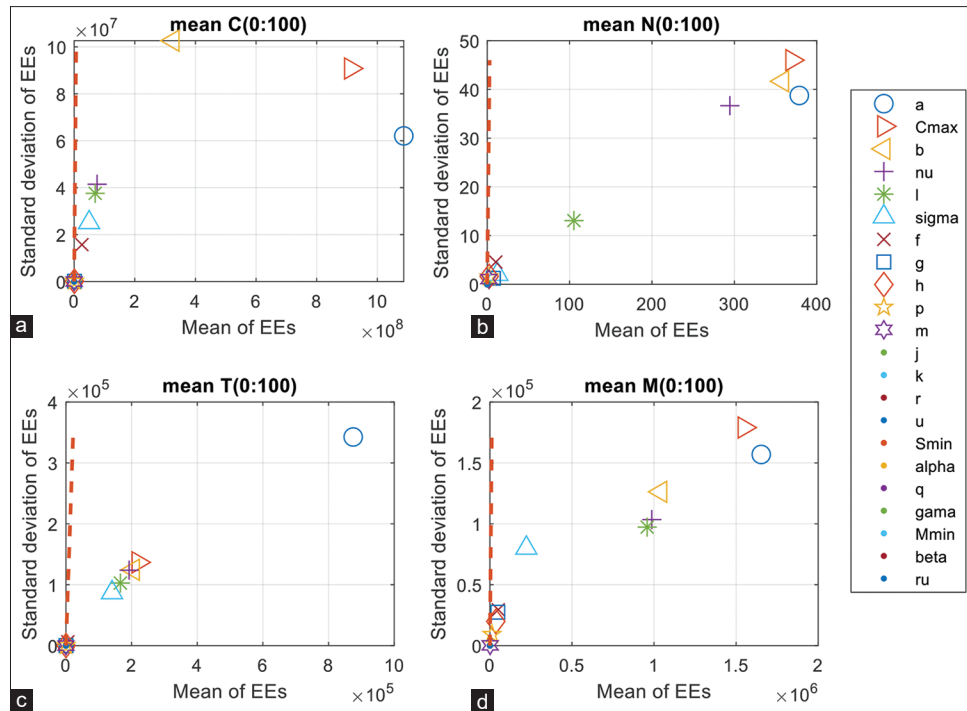 mean C(0:100)
×10^7
10
8
6
4
2
0
Standard deviation of EEs
0 2 4 6 8 10
Mean of EEs
×10^8
a
mean N(0:100)
50
40
30
20
10
0
Standard deviation of EEs
0 100 200 300 400
Mean of EEs
b
mean T(0:100)
×10^5
4
3
2
1
0
Standard deviation of EEs
0 2 4 6 8 10
Mean of EEs
×10^5
c
mean M(0:100)
×10^5
2
1.5
1
0.5
0
Standard deviation of EEs
0 0.5 1 1.5 2
Mean of EEs
×10^6
d
a
Cmax
b
nu
l
sigma
f
g
h
p
m
j
k
r
u
Smin
alpha
q
gama
Mmin
beta
ru